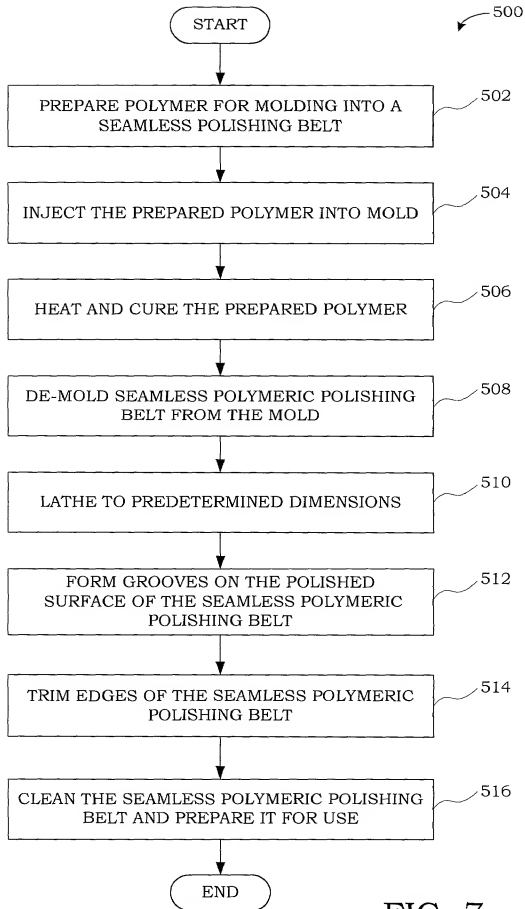 START
500
PREPARE POLYMER FOR MOLDING INTO A
SEAMLESS POLISHING BELT
502
INJECT THE PREPARED POLYMER INTO MOLD
504
HEAT AND CURE THE PREPARED POLYMER
506
DE-MOLD SEAMLESS POLYMERIC POLISHING
BELT FROM THE MOLD
508
LATHE TO PREDETERMINED DIMENSIONS
510
FORM GROOVES ON THE POLISHED
SURFACE OF THE SEAMLESS POLYMERIC
POLISHING BELT
512
TRIM EDGES OF THE SEAMLESS POLYMERIC
POLISHING BELT
514
CLEAN THE SEAMLESS POLYMERIC POLISHING
BELT AND PREPARE IT FOR USE
516
END
FIG. 7